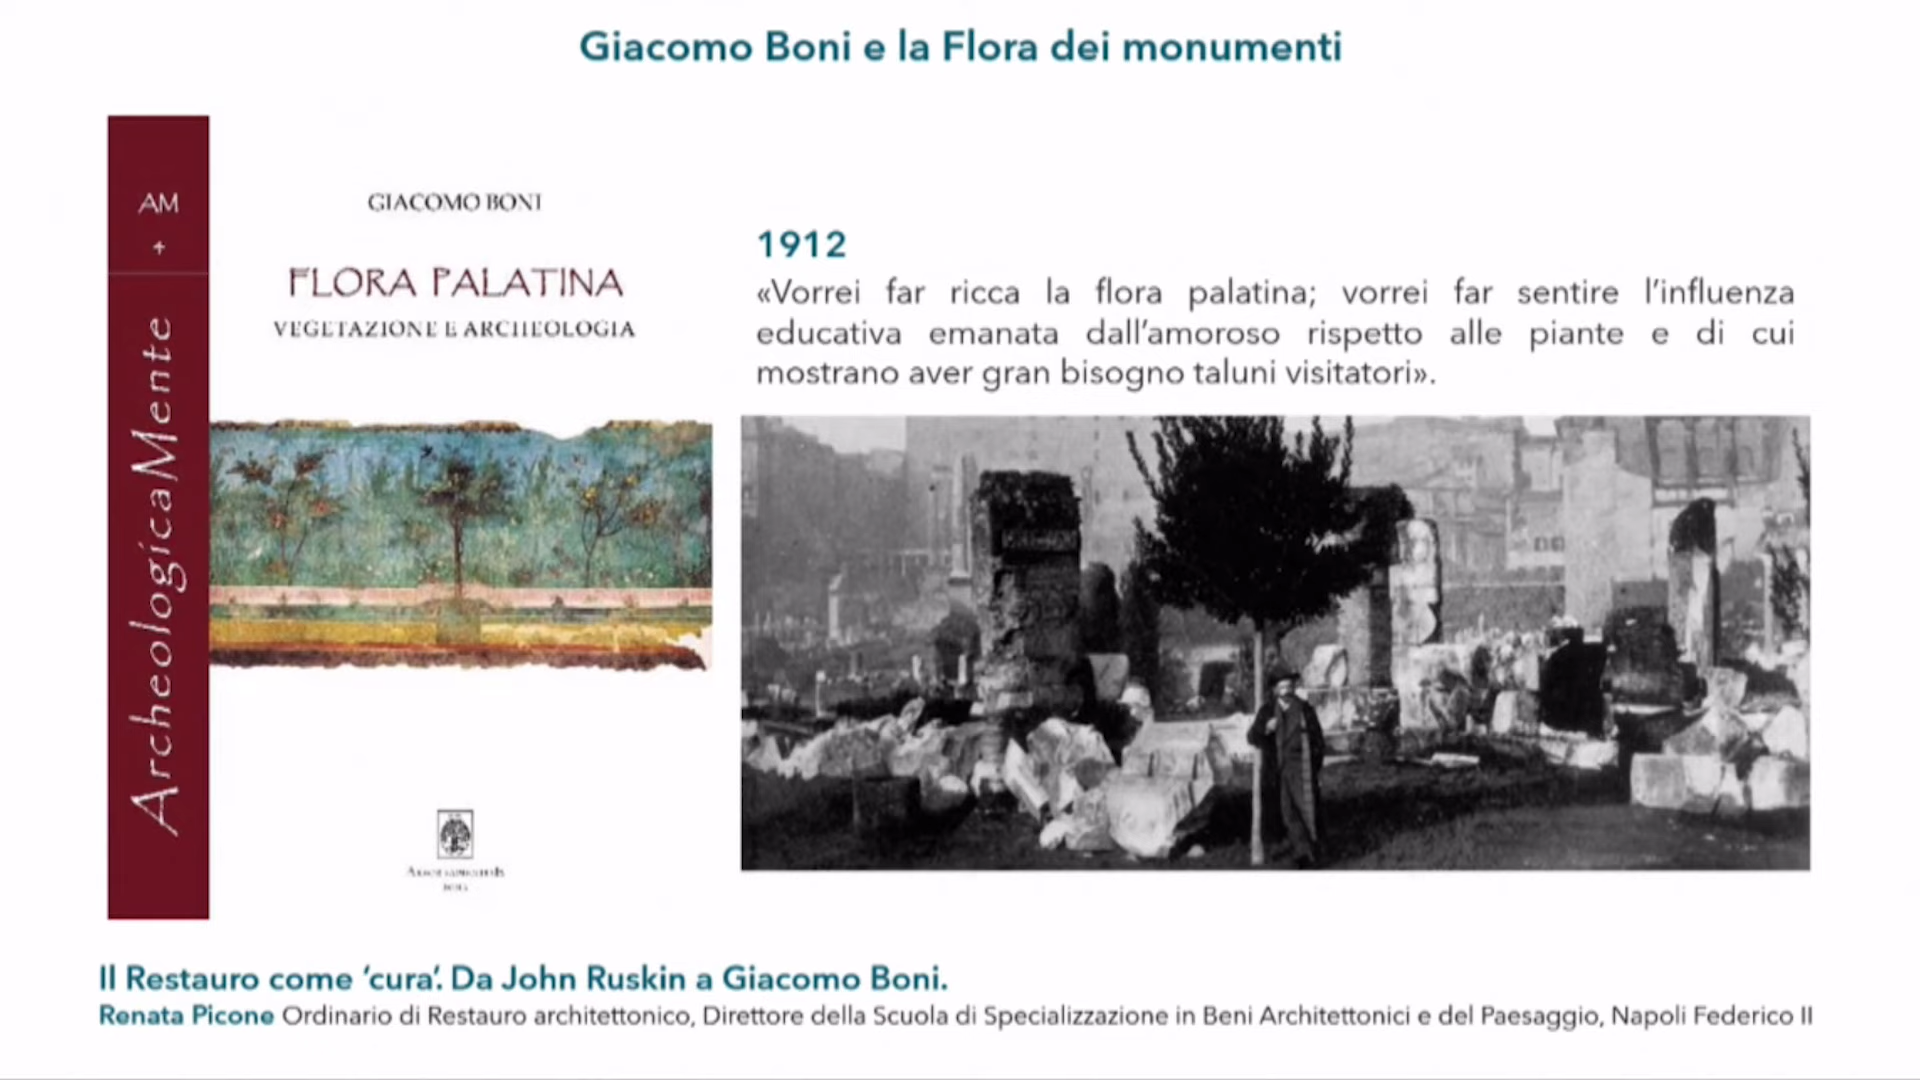 Giacomo Boni e la Flora dei monumenti
AM
+
ArcheologicaMente
GIACOMO BONI
FLORA PALATINA
VEGETAZIONE E ARCHEOLOGIA
1912
«Vorrei far ricca la flora palatina; vorrei far sentire l'influenza
educativa emanata dall'amoroso rispetto alle piante e di cui
mostrano aver gran bisogno taluni visitatori».
Il Restauro come 'cura'. Da John Ruskin a Giacomo Boni.
Renata Picone Ordinario di Restauro architettonico, Direttore della Scuola di Specializzazione in Beni Architettonici e del Paesaggio, Napoli Federico II